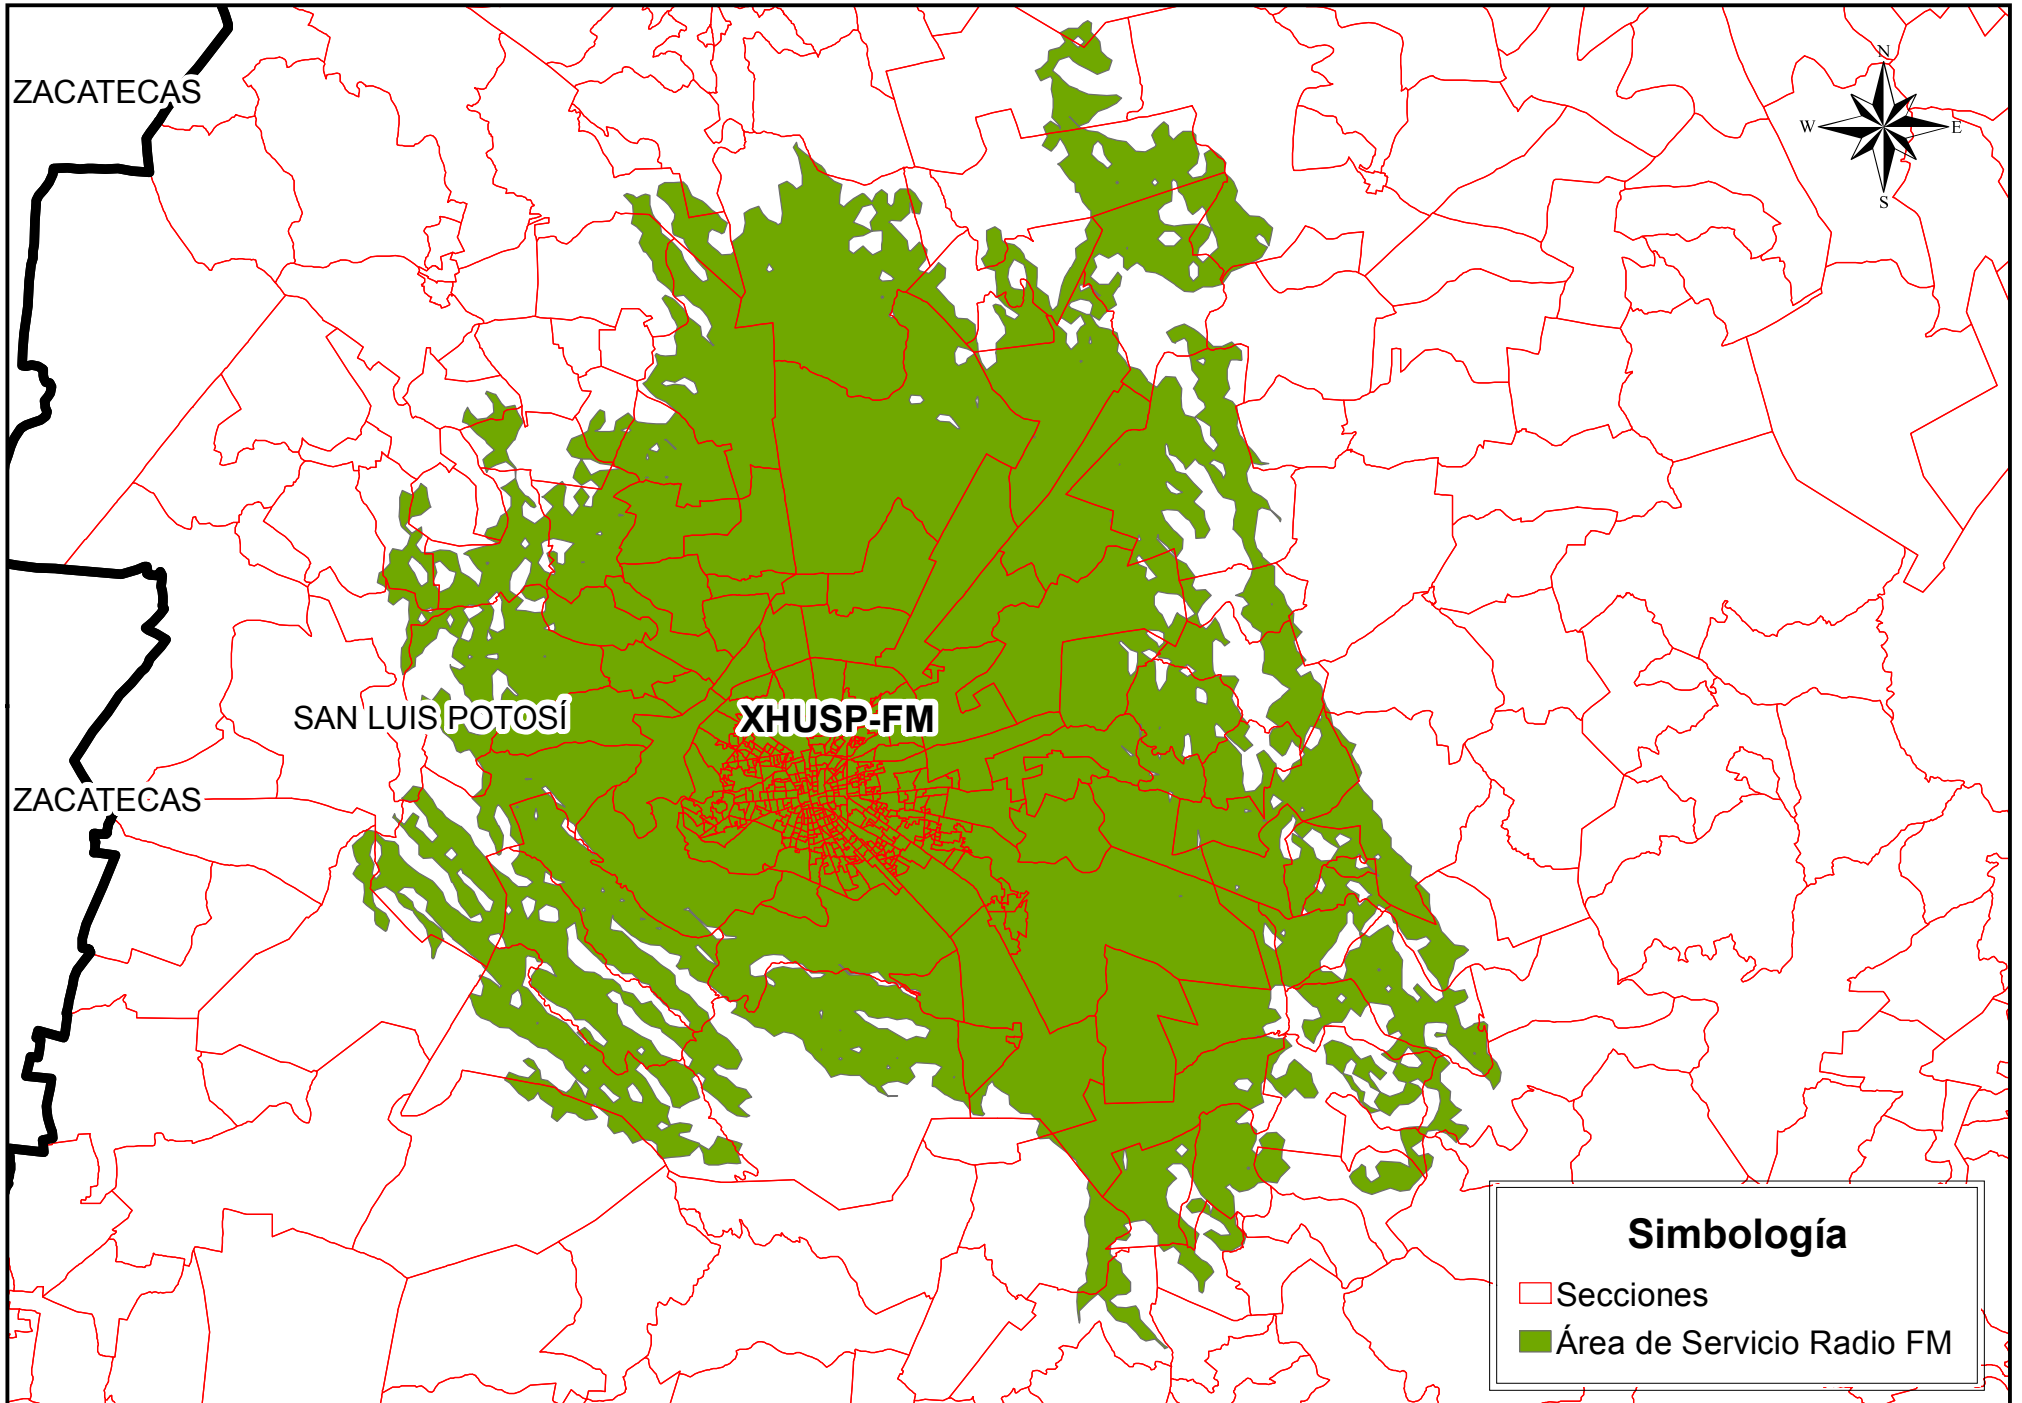 N
ZACATECAS
W
E
S
SAN LUIS POTOSÍ
XHUSP-FM
ZACATECAS
Simbología
Secciones
Área de Servicio Radio FM